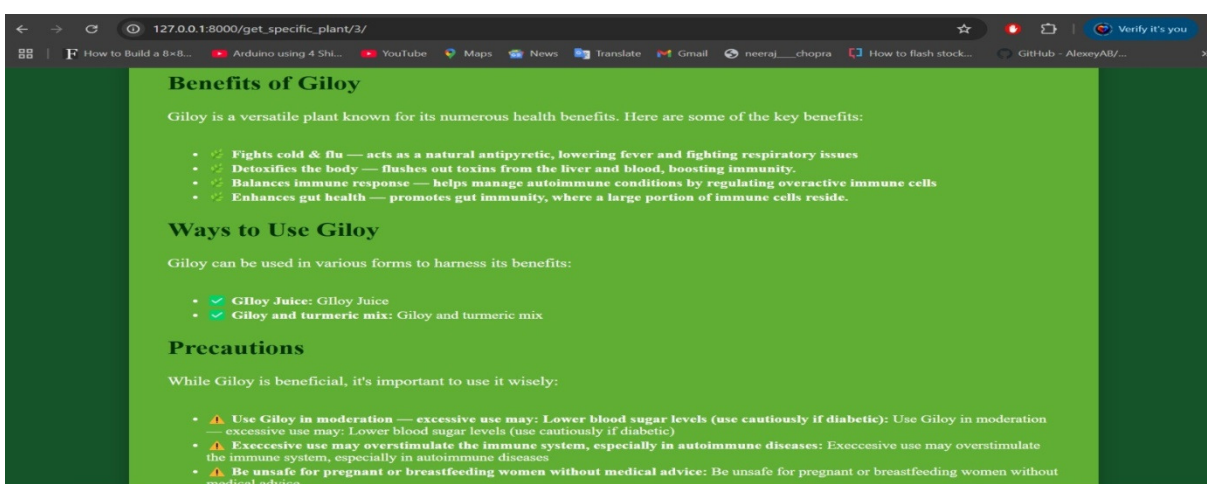 127.0.0.1:8000/get_specific_plant/3/
Verify it's you
How to Build a 8×8... Arduino using 4 Shi... YouTube Maps News Translate Gmail neeraj___chopra How to flash stock... GitHub - AlexeyAB/...
Benefits of Giloy
Giloy is a versatile plant known for its numerous health benefits. Here are some of the key benefits:
• Fights cold & flu — acts as a natural antipyretic, lowering fever and fighting respiratory issues
• Detoxifies the body — flushes out toxins from the liver and blood, boosting immunity.
• Balances immune response — helps manage autoimmune conditions by regulating overactive immune cells
• Enhances gut health — promotes gut immunity, where a large portion of immune cells reside.
Ways to Use Giloy
Giloy can be used in various forms to harness its benefits:
• ✅ GIloy Juice: GIloy Juice
• ✅ Giloy and turmeric mix: Giloy and turmeric mix
Precautions
While Giloy is beneficial, it's important to use it wisely:
• ⚠️ Use Giloy in moderation — excessive use may: Lower blood sugar levels (use cautiously if diabetic): Use Giloy in moderation
— excessive use may: Lower blood sugar levels (use cautiously if diabetic)
• ⚠️ Execcesive use may overstimulate the immune system, especially in autoimmune diseases: Execcesive use may overstimulate
the immune system, especially in autoimmune diseases
• ⚠️ Be unsafe for pregnant or breastfeeding women without medical advice: Be unsafe for pregnant or breastfeeding women without
medical advice